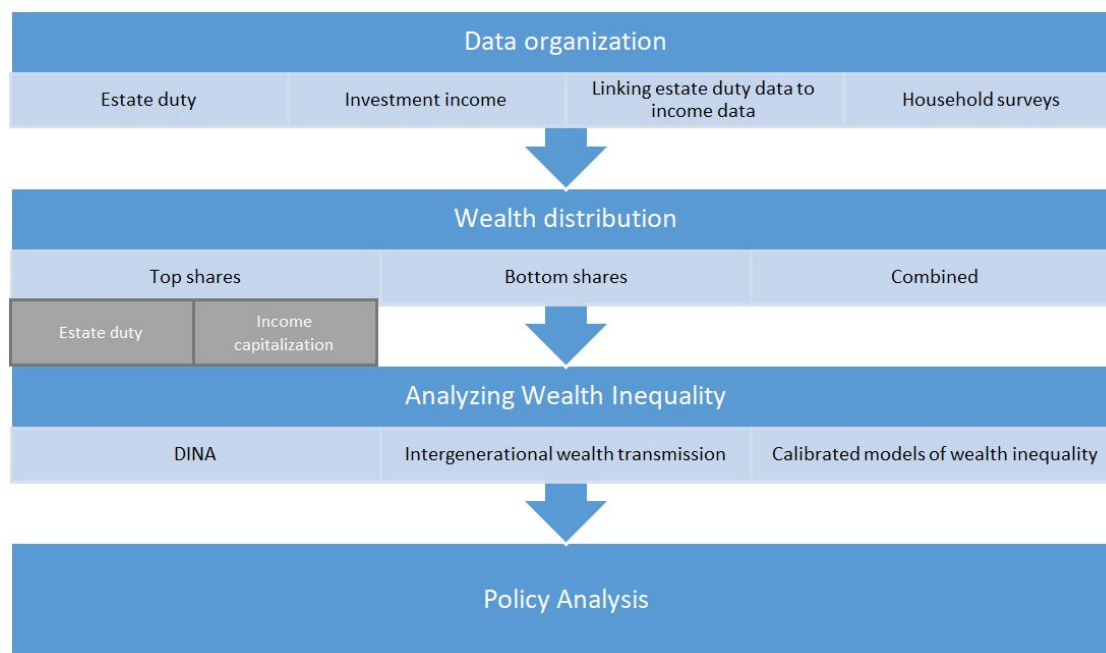 Data organization
Estate duty
Investment income
Linking estate duty data to
income data
Household surveys
Wealth distribution
Top shares
Bottom shares
Combined
Estate duty
Income
capitalization
Analyzing Wealth Inequality
DINA
Intergenerational wealth transmission
Calibrated models of wealth inequality
Policy Analysis